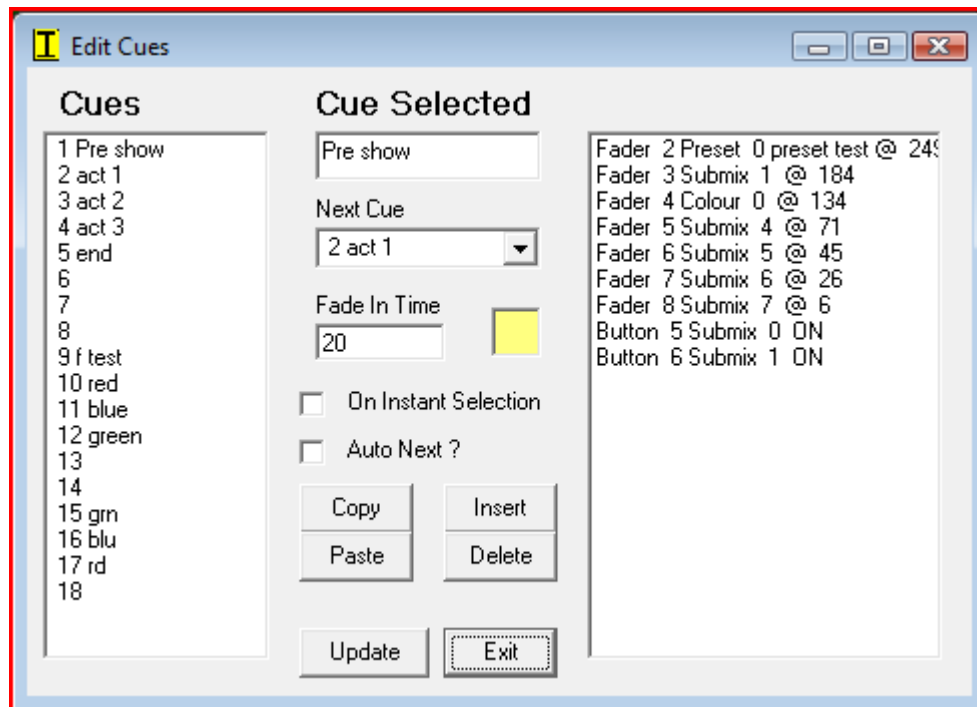 Edit Cues
Cues
1 Pre show
2 act 1
3 act 2
4 act 3
5 end
6
7
8
9 f test
10 red
11 blue
12 green
13
14
15 grn
16 blu
17 rd
18
Cue Selected
Pre show
Next Cue
2 act 1
Fade In Time
20
On Instant Selection
Auto Next ?
Copy
Insert
Paste
Delete
Update
Exit
Fader 2 Preset 0 preset test @ 249
Fader 3 Submix 1 @ 184
Fader 4 Colour 0 @ 134
Fader 5 Submix 4 @ 71
Fader 6 Submix 5 @ 45
Fader 7 Submix 6 @ 26
Fader 8 Submix 7 @ 6
Button 5 Submix 0 ON
Button 6 Submix 1 ON